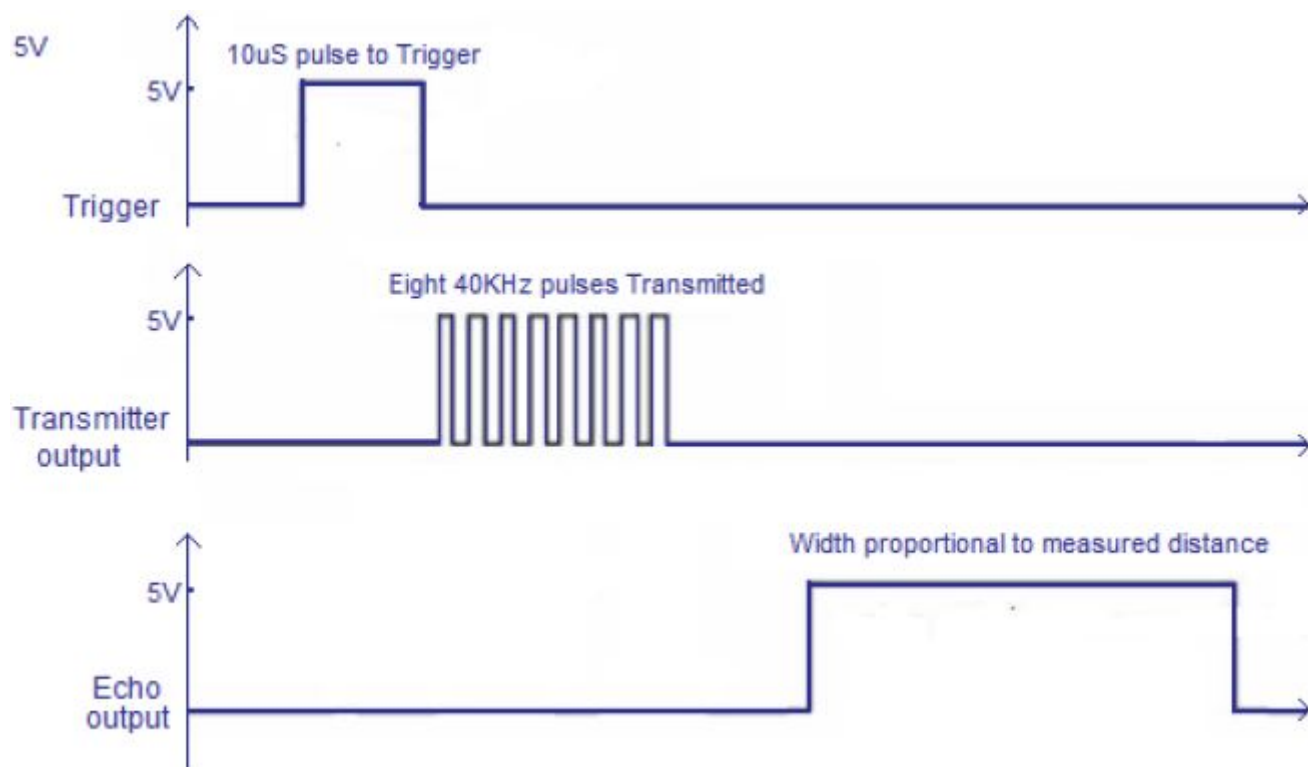 5V
10uS pulse to Trigger
5V
Trigger
Eight 40KHz pulses Transmitted
5V
Transmitter
output
Width proportional to measured distance
5V
Echo
output